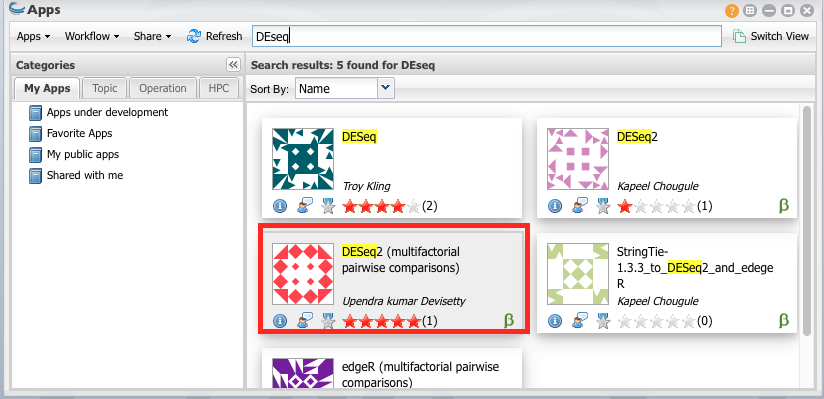 Apps
Apps Workflow Share Refresh DEseq Switch View
Categories
My Apps Topic Operation HPC
Apps under development
Favorite Apps
My public apps
Shared with me
Search results: 5 found for DEseq
Sort By: Name
DESeq
Troy Kling
(2)
DESeq2
Kapeel Chougule
(1) β
DESeq2 (multifactorial
pairwise comparisons)
Upendra kumar Devisetty
(1) β
StringTie-
1.3.3_to_DESeq2_and_edege
R
Kapeel Chougule
(0) β
edgeR (multifactorial pairwise
comparisons)